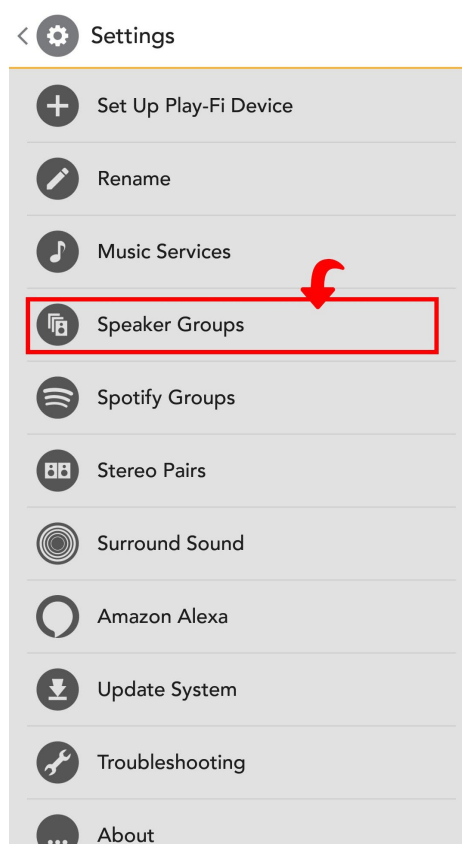 Settings
Set Up Play-Fi Device
Rename
Music Services
Speaker Groups
Spotify Groups
Stereo Pairs
Surround Sound
Amazon Alexa
Update System
Troubleshooting
About